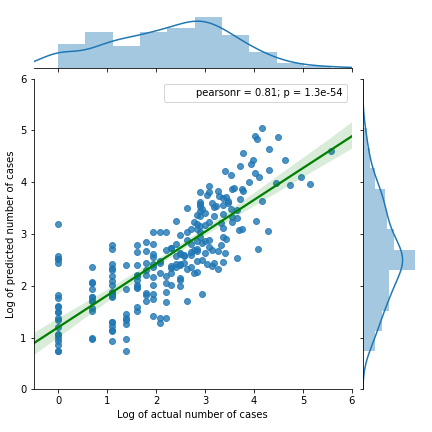 pearsonr = 0.81; p = 1.3e-54
6
5
4
3
2
1
0
Log of predicted number of cases
0 1 2 3 4 5 6
Log of actual number of cases